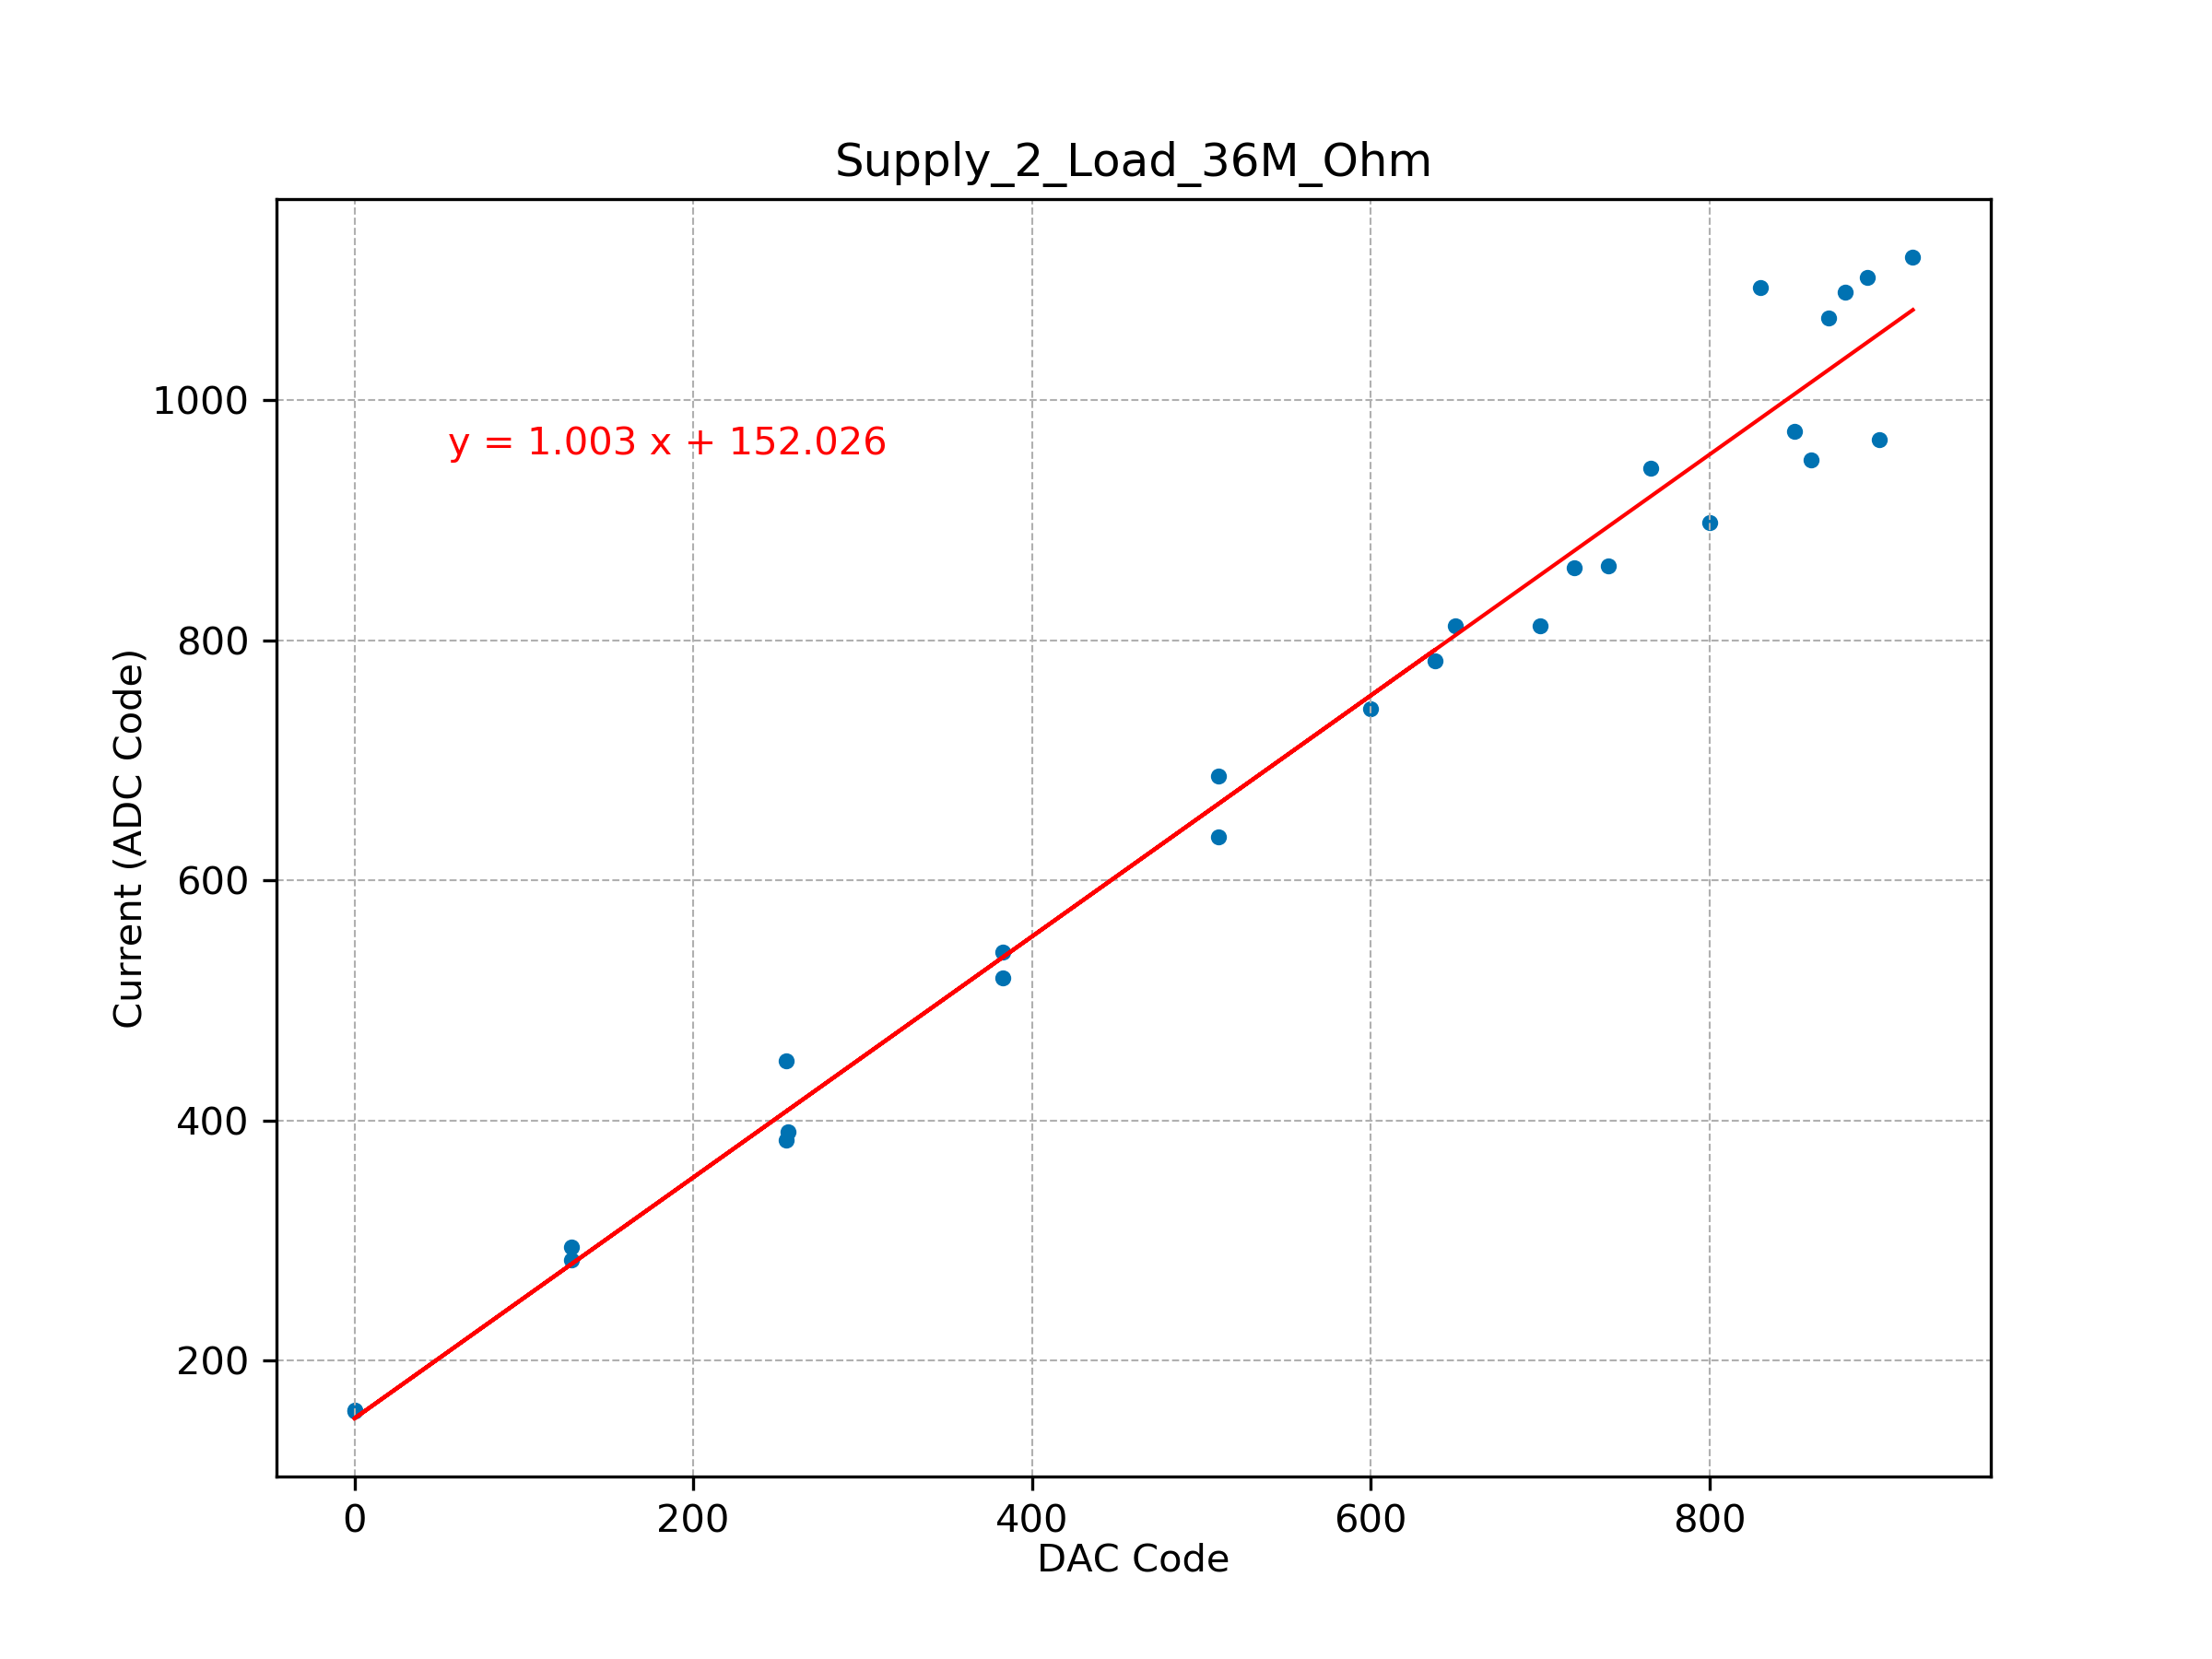 Supply_2_Load_36M_Ohm
1000
800
600
400
200
Current (ADC Code)
y = 1.003 x + 152.026
0 200 400 600 800
DAC Code